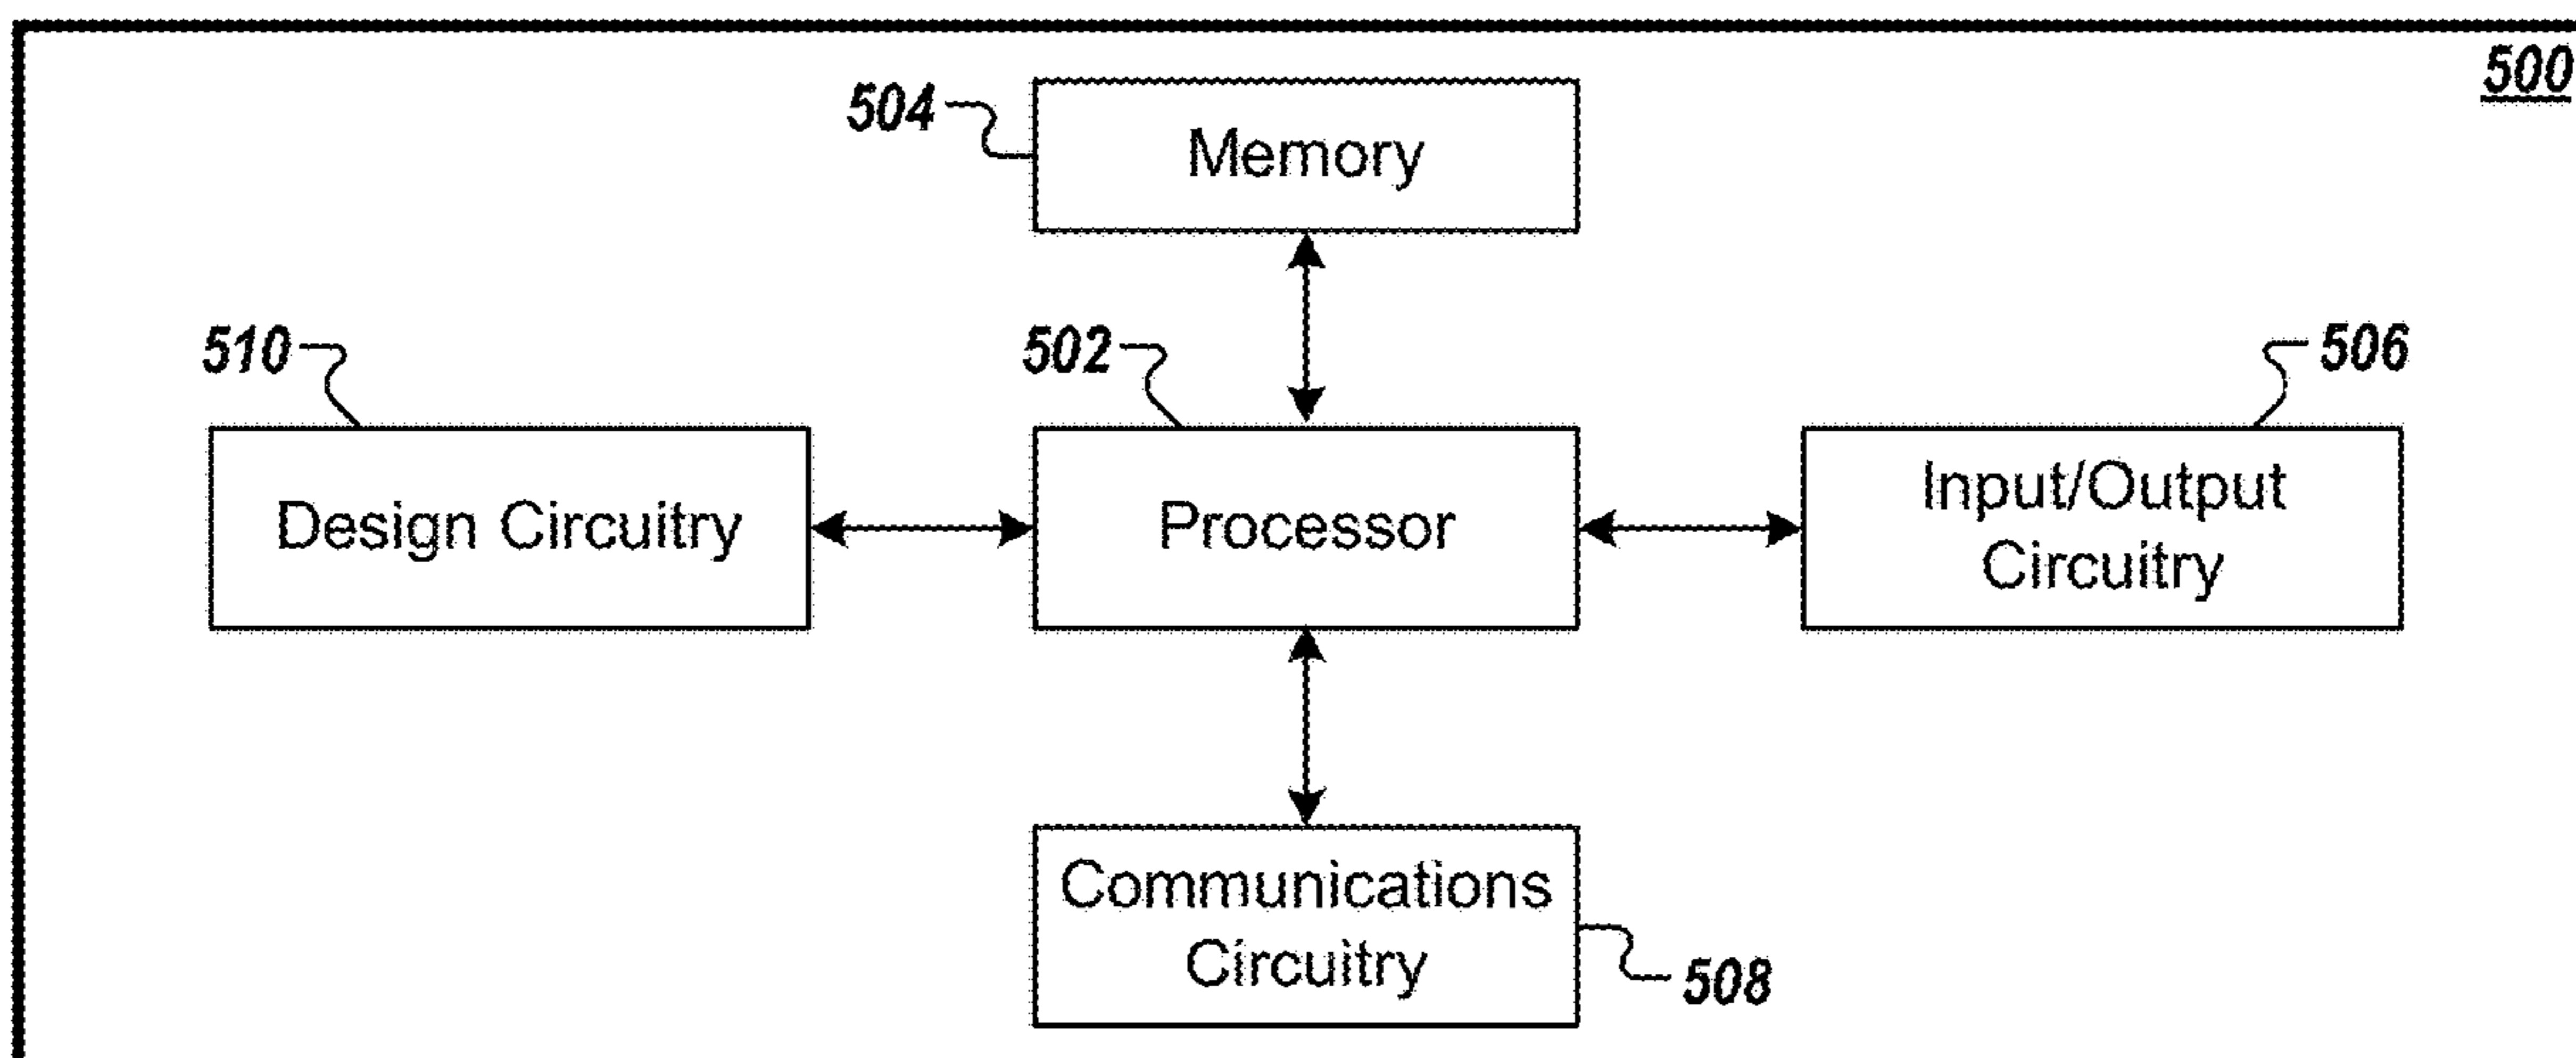 500
504
Memory
510
502
506
Design Circuitry
Processor
Input/Output
Circuitry
Communications
Circuitry
508